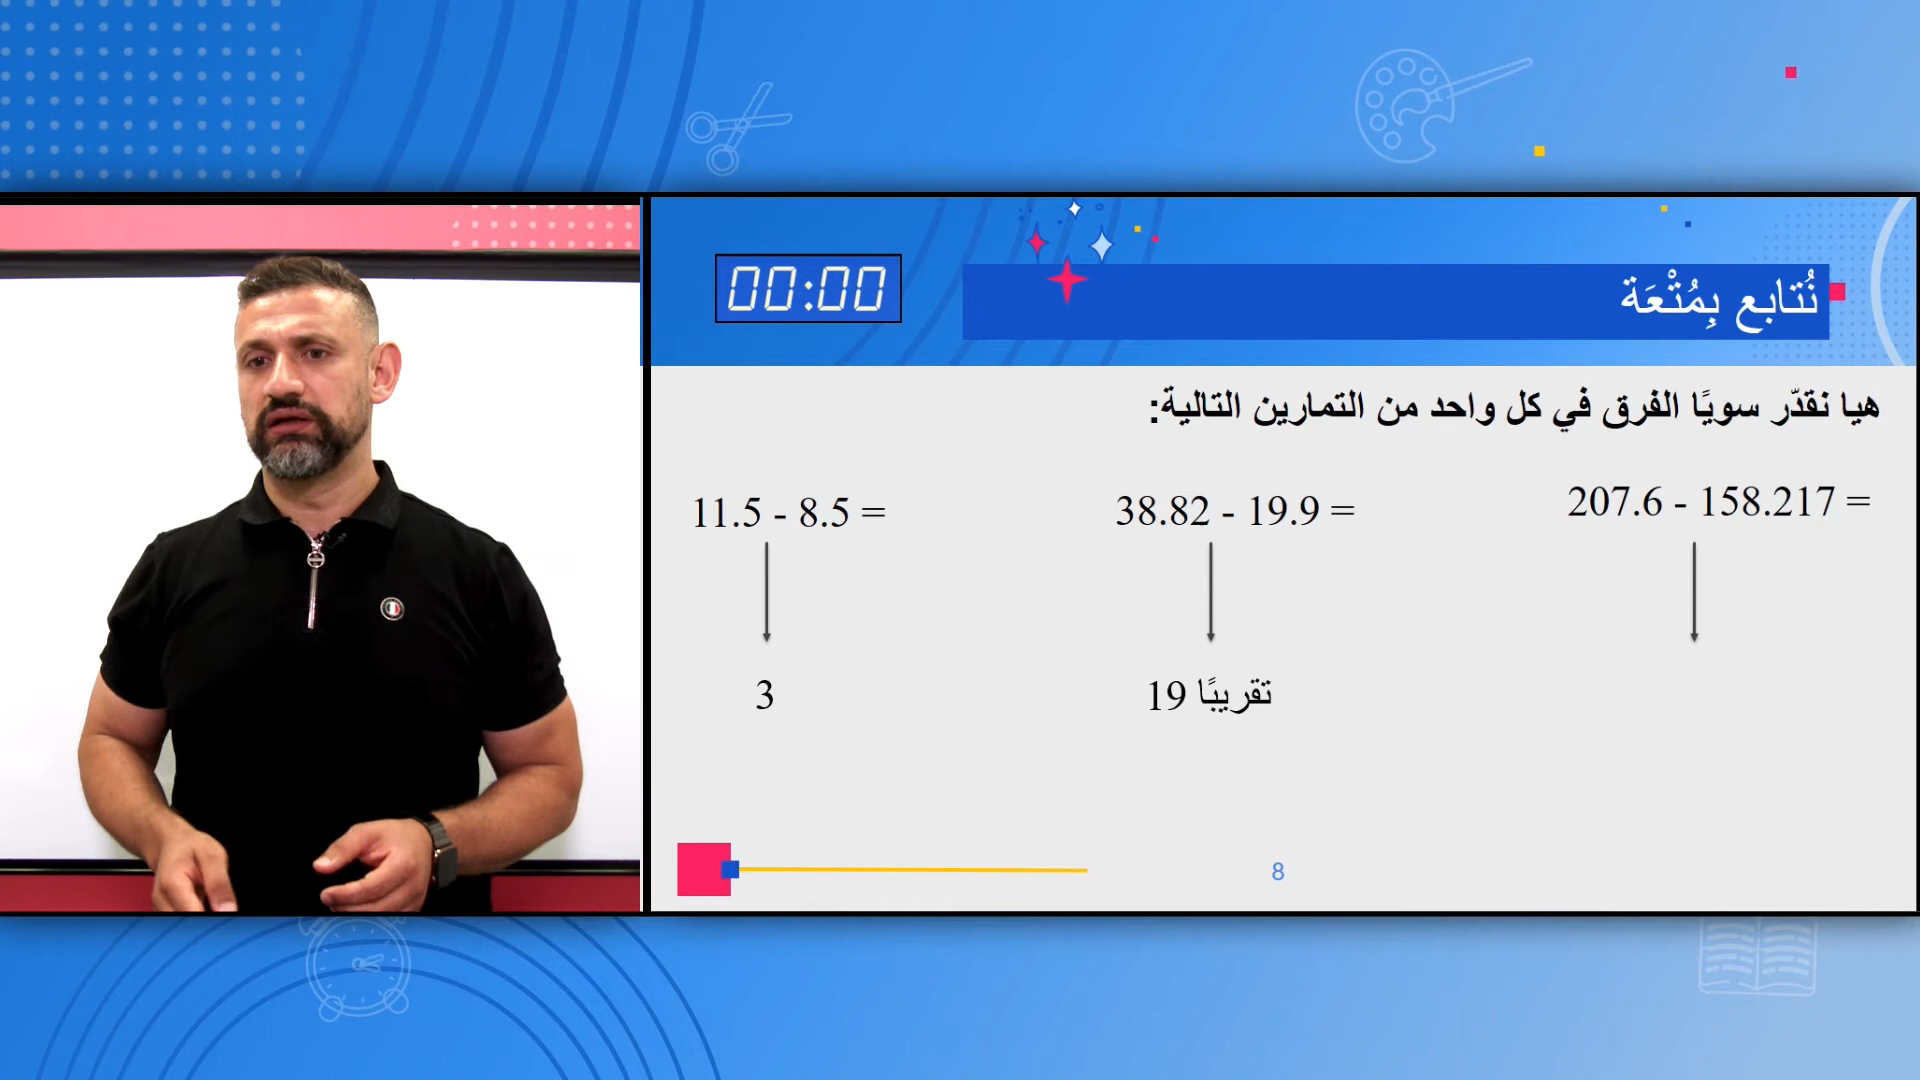 00:00
نُتابع بِمُتْعَة
هيا نقدّر سويًا الفرق في كل واحد من التمارين التالية:
11.5 - 8.5 =
38.82 - 19.9 =
207.6 - 158.217 =
3
19 تقريبًا
8